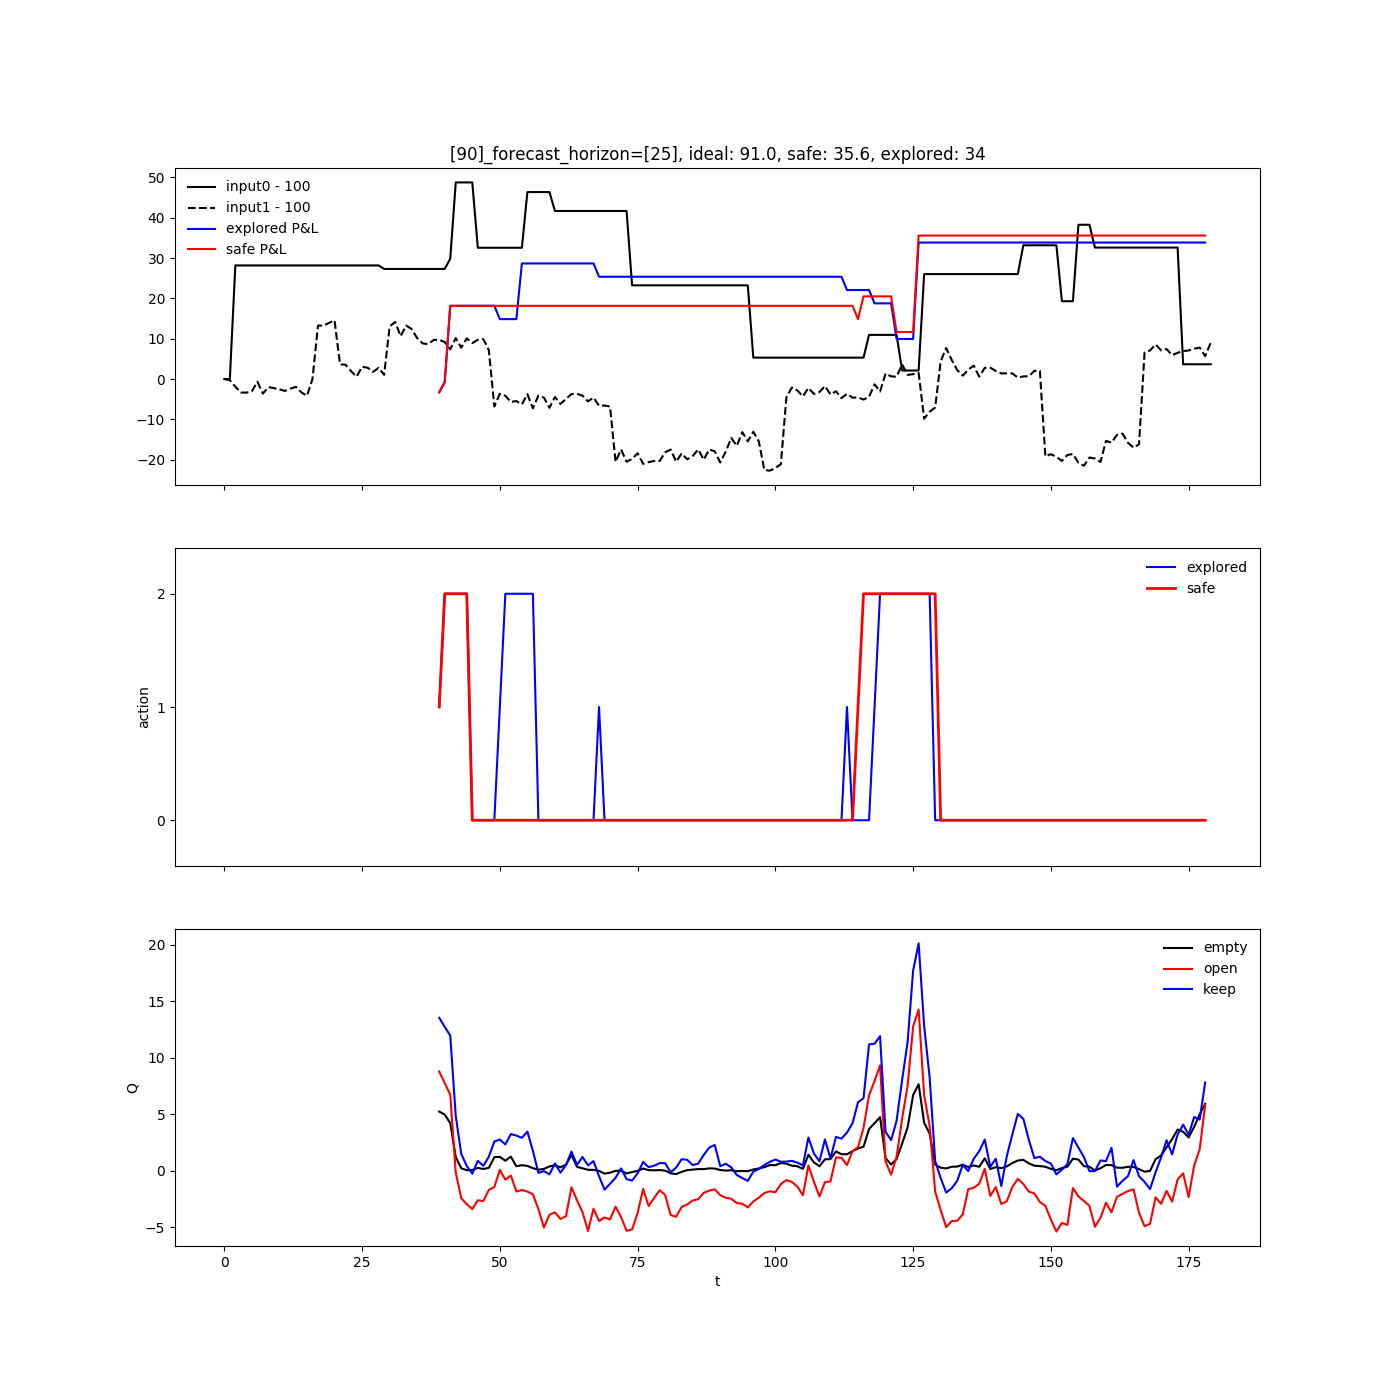 [90]_forecast_horizon=[25], ideal: 91.0, safe: 35.6, explored: 34
50
40
30
20
10
0
−10
−20
input0 - 100
input1 - 100
explored P&L
safe P&L
action
2
1
0
explored
safe
Q
20
15
10
5
0
−5
empty
open
keep
0 25 50 75 100 125 150 175
t